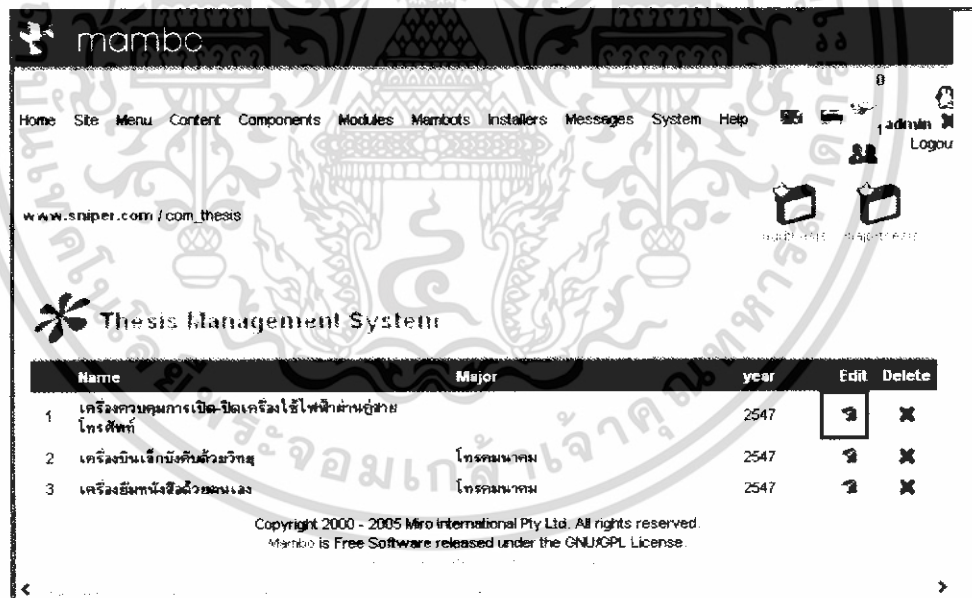 mambo
Home Site Menu Content Components Modules Mambots Installers Messages System Help
0
1 admin
Logou
www.sniper.com / com_thesis
Thesis Management System
Name Major year Edit Delete
1 เครื่องควบคุมการเปิด-ปิดเครื่องใช้ไฟฟ้าผ่านคู่สาย
โทรศัพท์ 2547
2 เครื่องบินเล็กบังคับด้วยวิทยุ โทรคมนาคม 2547
3 เครื่องยืมหนังสือด้วยตนเอง โทรคมนาคม 2547
Copyright 2000 - 2005 Miro International Pty Ltd. All rights reserved.
Mambo is Free Software released under the GNU/GPL License.